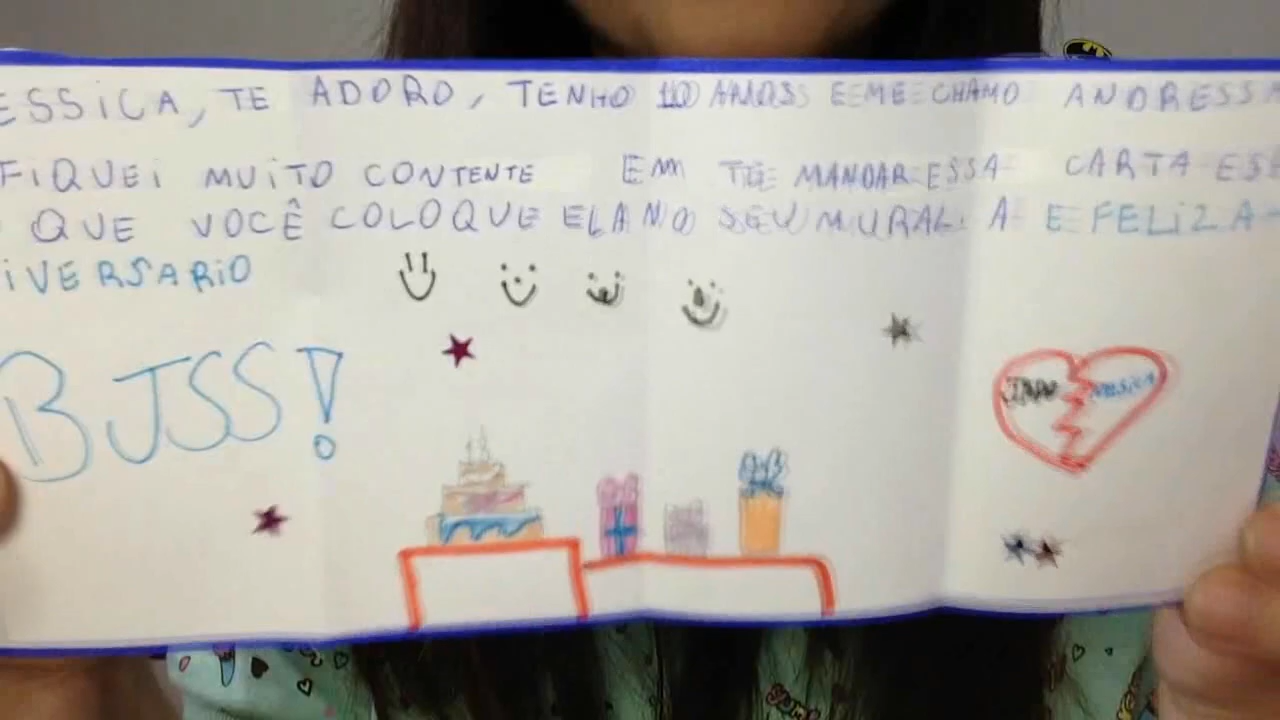 ESSICA, TE ADORO, TENHO 10 ANOS E ME CHAMO ANDRESSA
FIQUEI MUITO CONTENTE EM TE MANDAR ESSA CARTA ES
QUE VOCÊ COLOQUE ELA NO SEU MURAL A E FELIZ A-
IVERSARIO
BJSS!